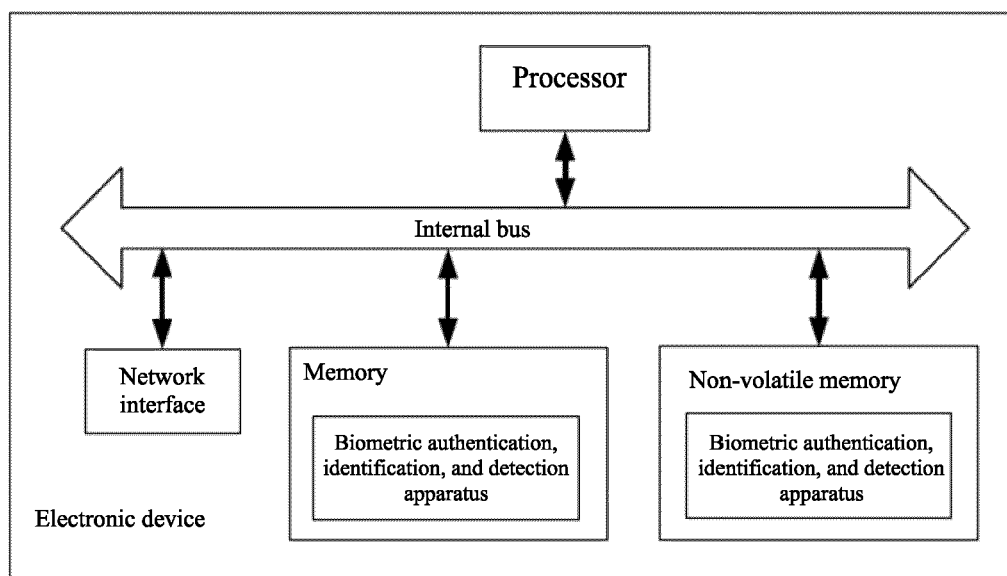 Processor
Internal bus
Network
interface
Memory
Biometric authentication,
identification, and detection
apparatus
Non-volatile memory
Biometric authentication,
identification, and detection
apparatus
Electronic device